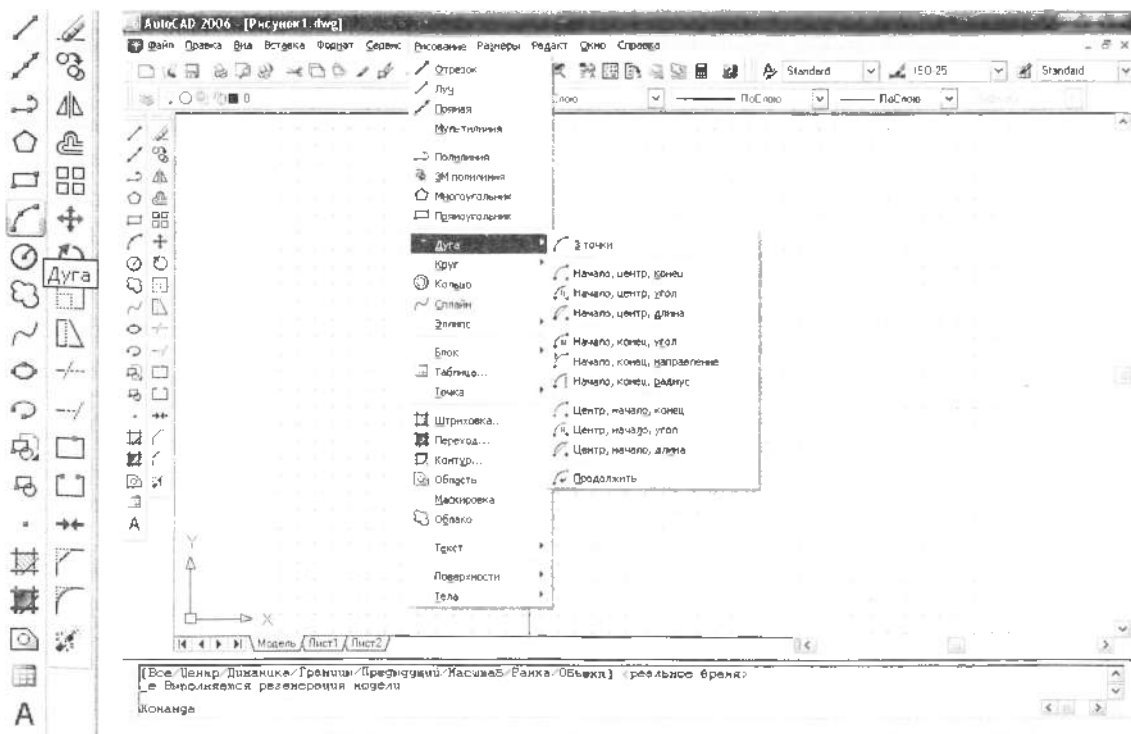 AutoCAD 2006 - [Рисунок1.dwg]
Файл Правка Вид Вставка Формат Сервис Рисование Размеры Редакт Окно Справка
Standard ISO-25 Standard
0 ПоСлою ПоСлою
Отрезок
Луч
Прямая
Мультилиния
Полилиния
3М полилиния
Многоугольник
Прямоугольник
Дуга
Круг
Кольцо
Сплайн
Эллипс
Блок
Таблица...
Точка
Штриховка...
Переход...
Контур...
Область
Маскировка
Облако
Текст
Поверхности
Тела
3 точки
Начало, центр, конец
Начало, центр, угол
Начало, центр, длина
Начало, конец, угол
Начало, конец, направление
Начало, конец, радиус
Центр, начало, конец
Центр, начало, угол
Центр, начало, длина
Продолжить
Дуга
A
A
Y
X
Модель Лист1 Лист2
[Все/Центр/Динамика/Границы/Предыдущий/Масштаб/Рамка/Объект] <реальное время>
_e Выполняется регенерация модели
Команда